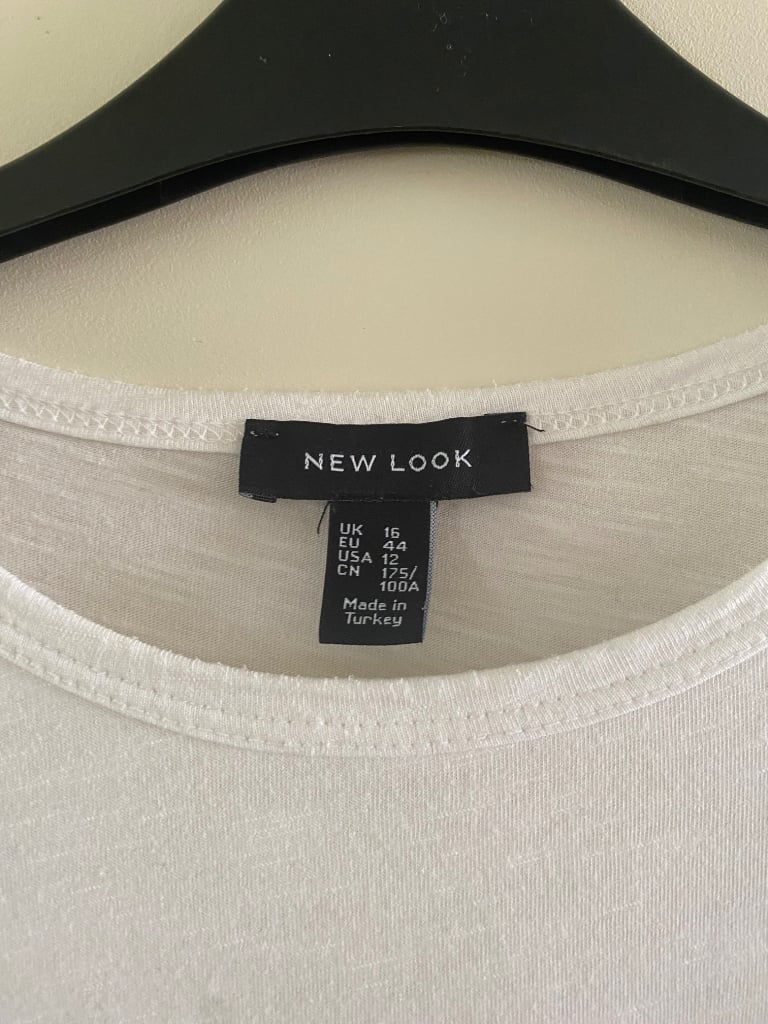 NEW LOOK
UK 16
EU 44
USA 12
CN 175/
100A
Made in
Turkey